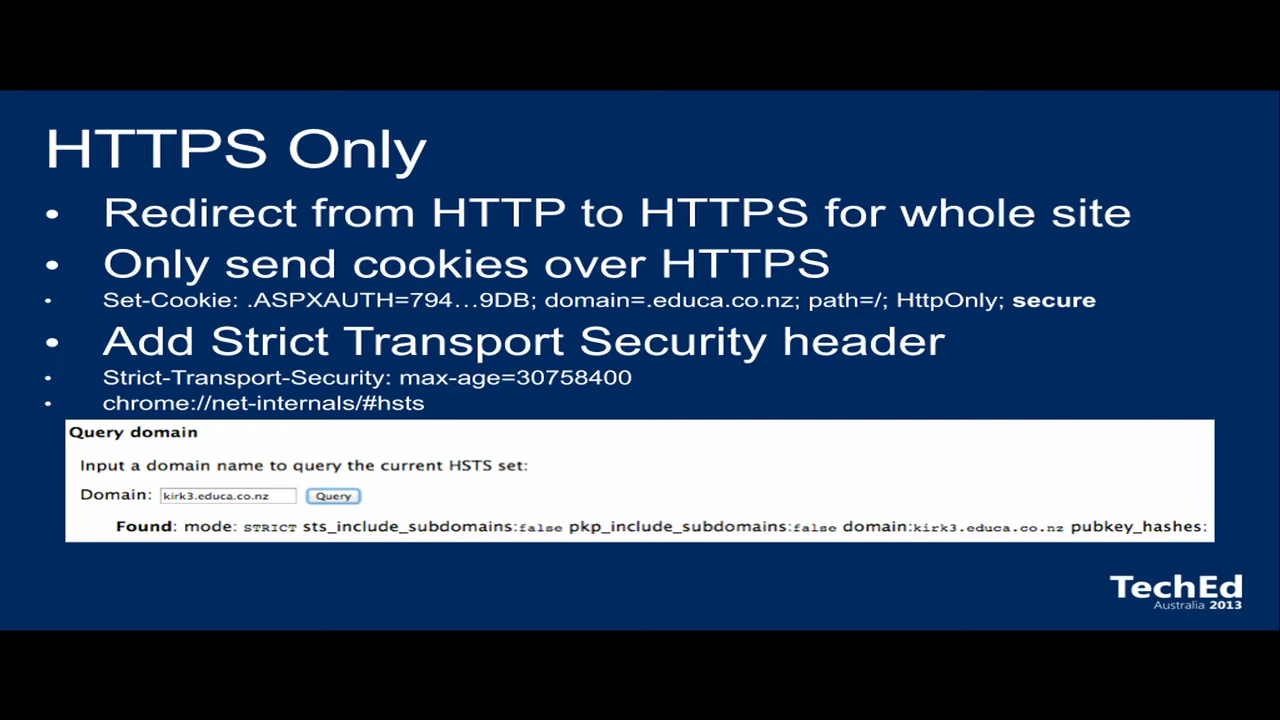 HTTPS Only
• Redirect from HTTP to HTTPS for whole site
• Only send cookies over HTTPS
• Set-Cookie: .ASPXAUTH=794…9DB; domain=.educa.co.nz; path=/; HttpOnly; secure
• Add Strict Transport Security header
• Strict-Transport-Security: max-age=30758400
• chrome://net-internals/#hsts
Query domain
Input a domain name to query the current HSTS set:
Domain: kirk3.educa.co.nz Query
Found: mode: STRICT sts_include_subdomains:false pkp_include_subdomains:false domain:kirk3.educa.co.nz pubkey_hashes:
TechEd
Australia 2013